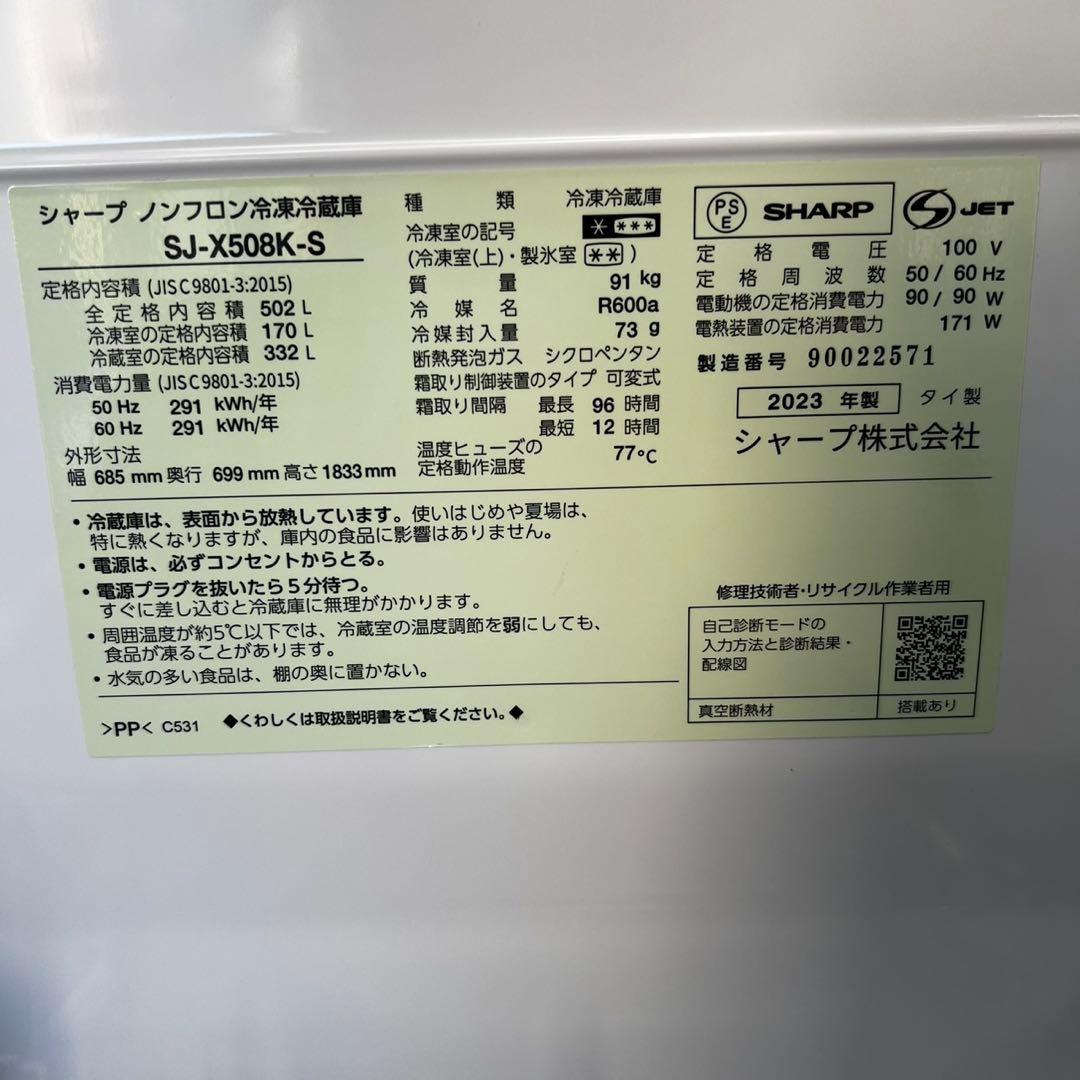 シャープ ノンフロン冷凍冷蔵庫
SJ-X508K-S
定格内容積 (JIS C 9801-3:2015)
全定格内容積 502 L
冷凍室の定格内容積 170 L
冷蔵室の定格内容積 332 L
消費電力量 (JIS C 9801-3:2015)
50 Hz 291 kWh/年
60 Hz 291 kWh/年
外形寸法
幅 685 mm 奥行 699 mm 高さ 1833 mm
種類 冷凍冷蔵庫
冷凍室の記号 * ***
(冷凍室(上)・製氷室 ** )
質量 91 kg
冷媒名 R600a
冷媒封入量 73 g
断熱発泡ガス シクロペンタン
霜取り制御装置のタイプ 可変式
霜取り間隔 最長 96 時間
最短 12 時間
温度ヒューズの
定格動作温度 77℃
PSE SHARP JET
定格電圧 100 V
定格周波数 50 / 60 Hz
電動機の定格消費電力 90 / 90 W
電熱装置の定格消費電力 171 W
製造番号 90022571
2023 年製 タイ製
シャープ株式会社
・冷蔵庫は、表面から放熱しています。使いはじめや夏場は、
特に熱くなりますが、庫内の食品に影響はありません。
・電源は、必ずコンセントからとる。
・電源プラグを抜いたら5分待つ。
すぐに差し込むと冷蔵庫に無理がかかります。
・周囲温度が約5℃以下では、冷蔵室の温度調節を弱にしても、
食品が凍ることがあります。
・水気の多い食品は、棚の奥に置かない。
>PP< C531 ◆くわしくは取扱説明書をご覧ください。◆
修理技術者・リサイクル作業者用
自己診断モードの
入力方法と診断結果・
配線図
真空断熱材 搭載あり